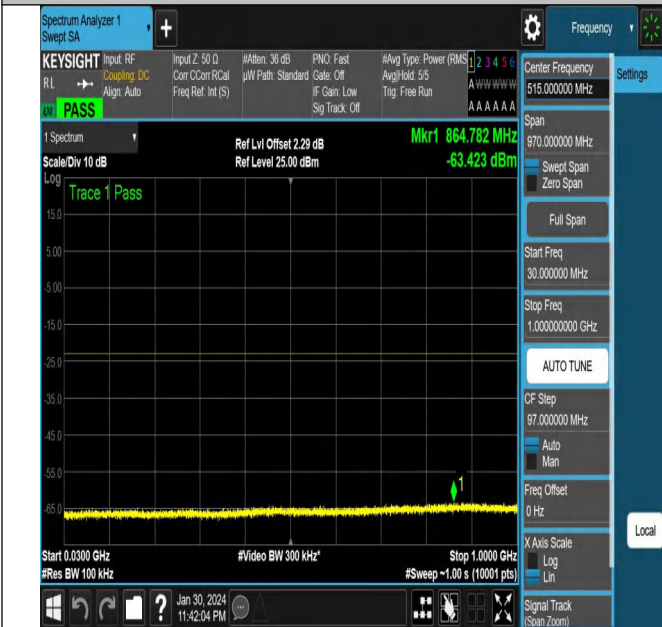 Spectrum Analyzer 1
Swept SA
+
Frequency
KEYSIGHT
RL
Input: RF
Coupling: DC
Align: Auto
Input Z: 50 Ω
Corr CCorr RCal
Freq Ref: Int (S)
#Atten: 36 dB
µW Path: Standard
PNO: Fast
Gate: Off
IF Gain: Low
Sig Track: Off
#Avg Type: Power (RMS
Avg|Hold: 5/5
Trig: Free Run
1 2 3 4 5 6
A W W W W W
A A A A A A
PASS
1 Spectrum
Scale/Div 10 dB
Ref Lvl Offset 2.29 dB
Ref Level 25.00 dBm
Mkr1 864.782 MHz
-63.423 dBm
Log
Trace 1 Pass
15.0
5.00
-5.00
-15.0
-25.0
-35.0
-45.0
-55.0
-65.0
1
Start 0.0300 GHz
#Res BW 100 kHz
#Video BW 300 kHz*
Stop 1.0000 GHz
#Sweep ~1.00 s (10001 pts)
Center Frequency
515.000000 MHz
Settings
Span
970.000000 MHz
Swept Span
Zero Span
Full Span
Start Freq
30.000000 MHz
Stop Freq
1.000000000 GHz
AUTO TUNE
CF Step
97.000000 MHz
Auto
Man
Freq Offset
0 Hz
Local
X Axis Scale
Log
Lin
Signal Track
(Span Zoom)
?
Jan 30, 2024
11:42:04 PM